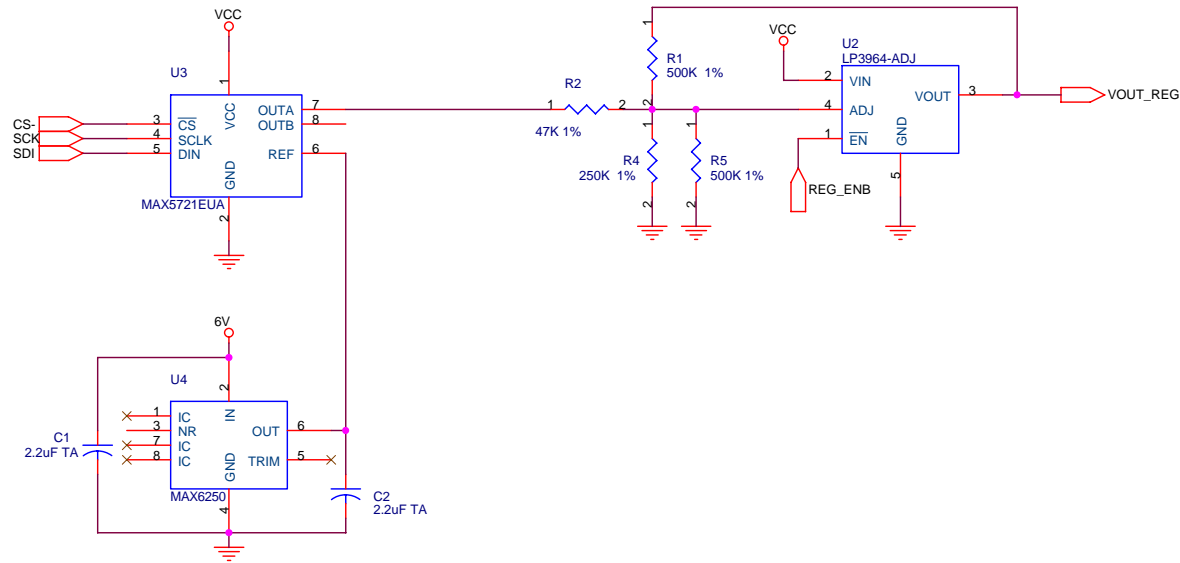 VCC
U3
1
VCC
CS-
3
CS
SCK
4
SCLK
SDI
5
DIN
OUTA
7
OUTB
8
REF
6
GND
MAX5721EUA
2
R2
1
2
47K 1%
1
R1
500K 1%
2
1
R4
250K 1%
2
1
R5
500K 1%
2
VCC
U2
LP3964-ADJ
2
VIN
4
ADJ
1
EN
VOUT
3
VOUT_REG
GND
5
REG_ENB
6V
U4
2
IN
1
IC
3
NR
7
IC
8
IC
OUT
6
TRIM
5
GND
MAX6250
4
C1
2.2uF TA
C2
2.2uF TA